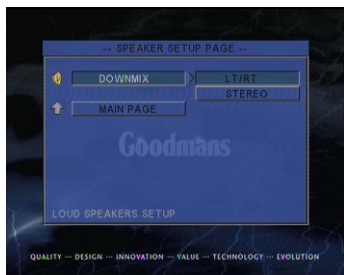 -- SPEAKER SETUP PAGE --
DOWNMIX LT/RT
STEREO
MAIN PAGE
Goodmans
LOUD SPEAKERS SETUP
QUALITY --- DESIGN --- INNOVATION --- VALUE --- TECHNOLOGY --- EVOLUTION